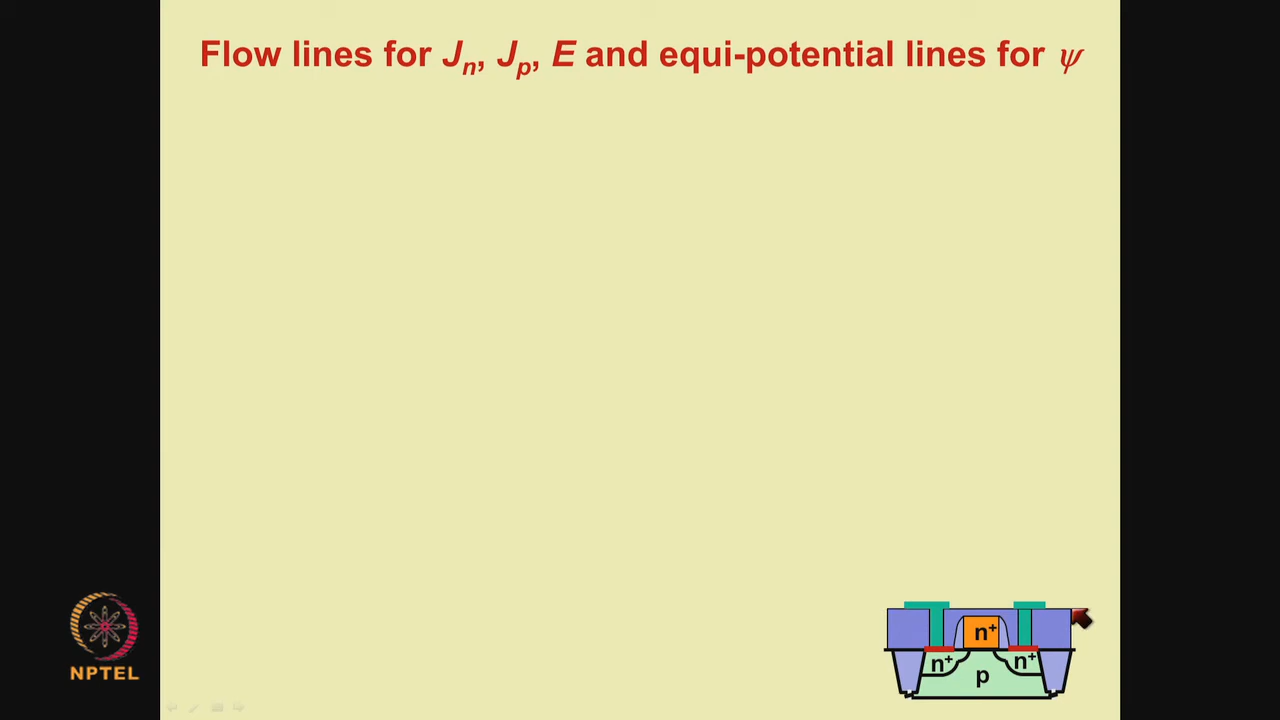 Flow lines for Jn, Jp, E and equi-potential lines for ψ
n+
n+ n+
p
NPTEL